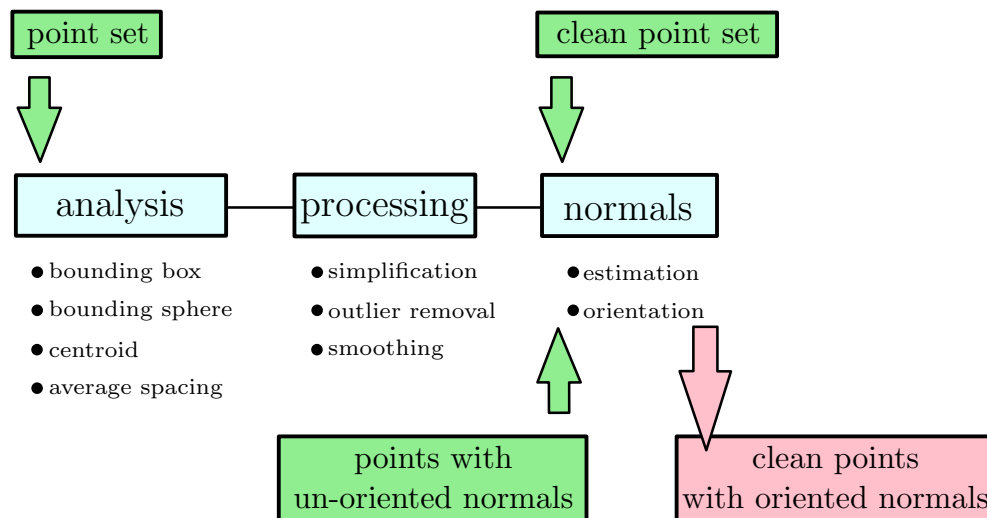 point set
clean point set
analysis
processing
normals
● bounding box
● bounding sphere
● centroid
● average spacing
● simplification
● outlier removal
● smoothing
● estimation
● orientation
points with
un-oriented normals
clean points
with oriented normals